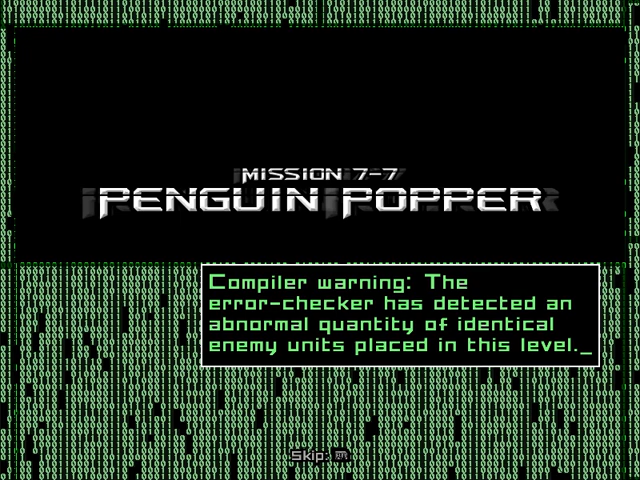 MISSION 7-7
PENGUIN POPPER
Compiler warning: The
error-checker has detected an
abnormal quantity of identical
enemy units placed in this level._
Skip: